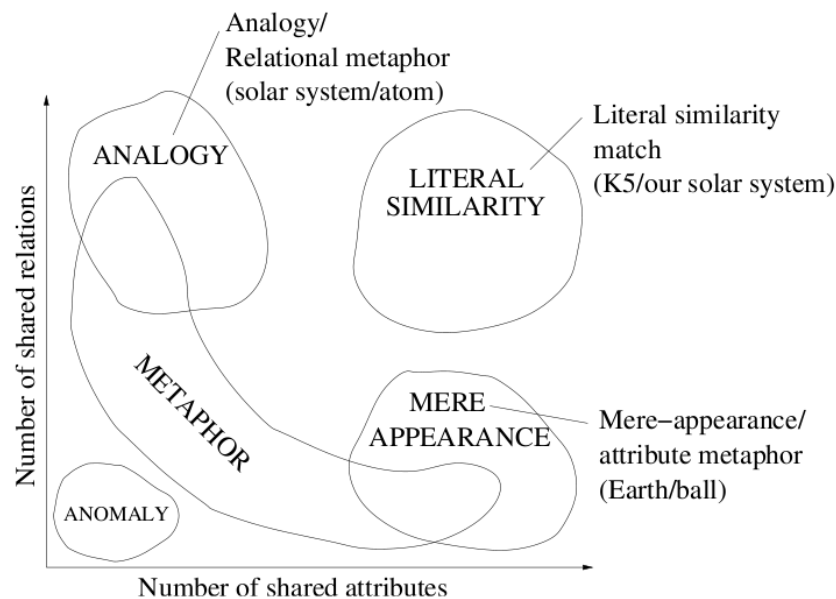 Analogy/
Relational metaphor
(solar system/atom)
ANALOGY
Literal similarity
match
(K5/our solar system)
LITERAL
SIMILARITY
Number of shared relations
METAPHOR
MERE
APPEARANCE
Mere−appearance/
attribute metaphor
(Earth/ball)
ANOMALY
Number of shared attributes